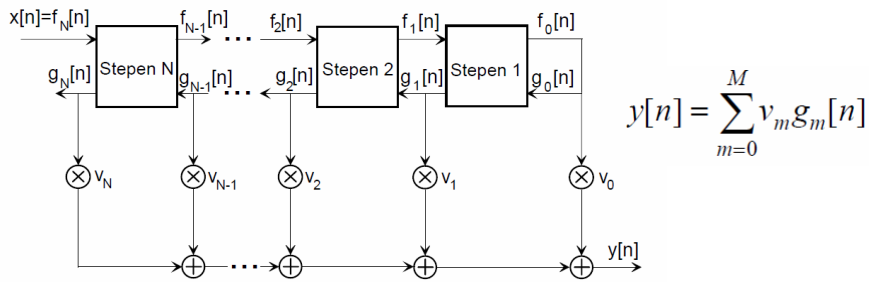 x[n]=f_N[n] f_{N-1}[n] f_2[n] f_1[n] f_0[n]
Stepen N Stepen 2 Stepen 1
g_N[n] g_{N-1}[n] g_2[n] g_1[n] g_0[n]
y[n] = \sum_{m=0}^{M} v_m g_m[n]
v_N v_{N-1} v_2 v_1 v_0
y[n]